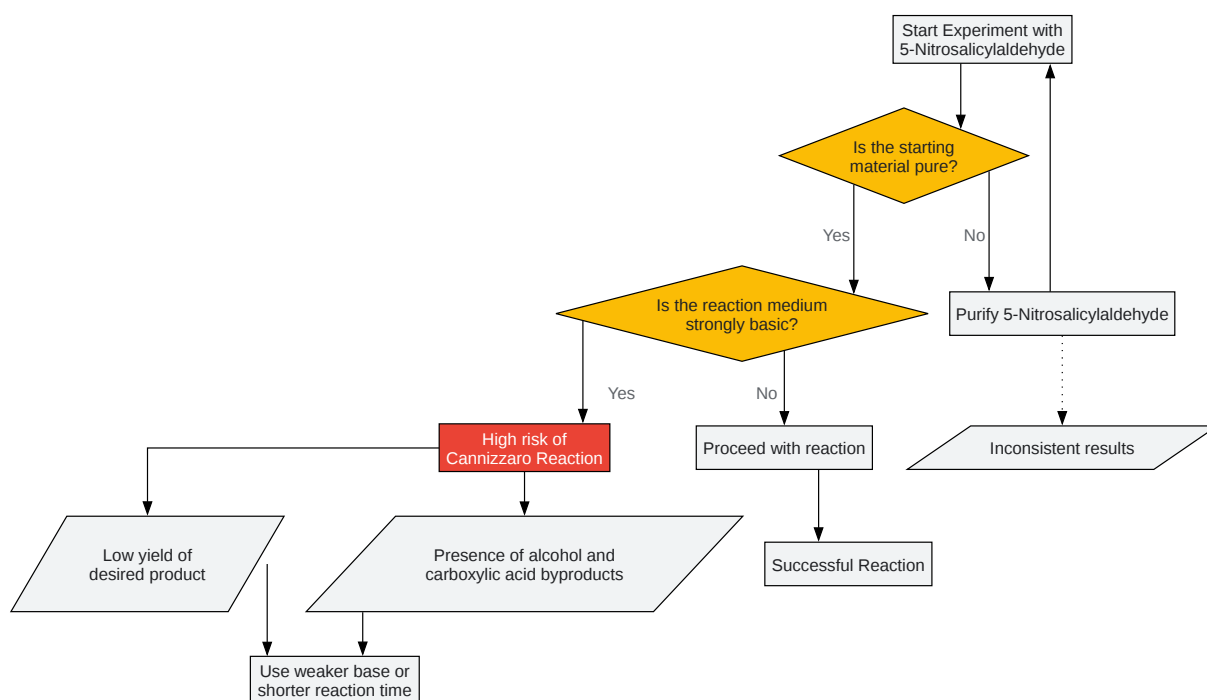 Start Experiment with
5-Nitrosalicylaldehyde
Is the starting
material pure?
Yes
No
Is the reaction medium
strongly basic?
Purify 5-Nitrosalicylaldehyde
Yes
No
High risk of
Cannizzaro Reaction
Proceed with reaction
Inconsistent results
Low yield of
desired product
Presence of alcohol and
carboxylic acid byproducts
Successful Reaction
Use weaker base or
shorter reaction time